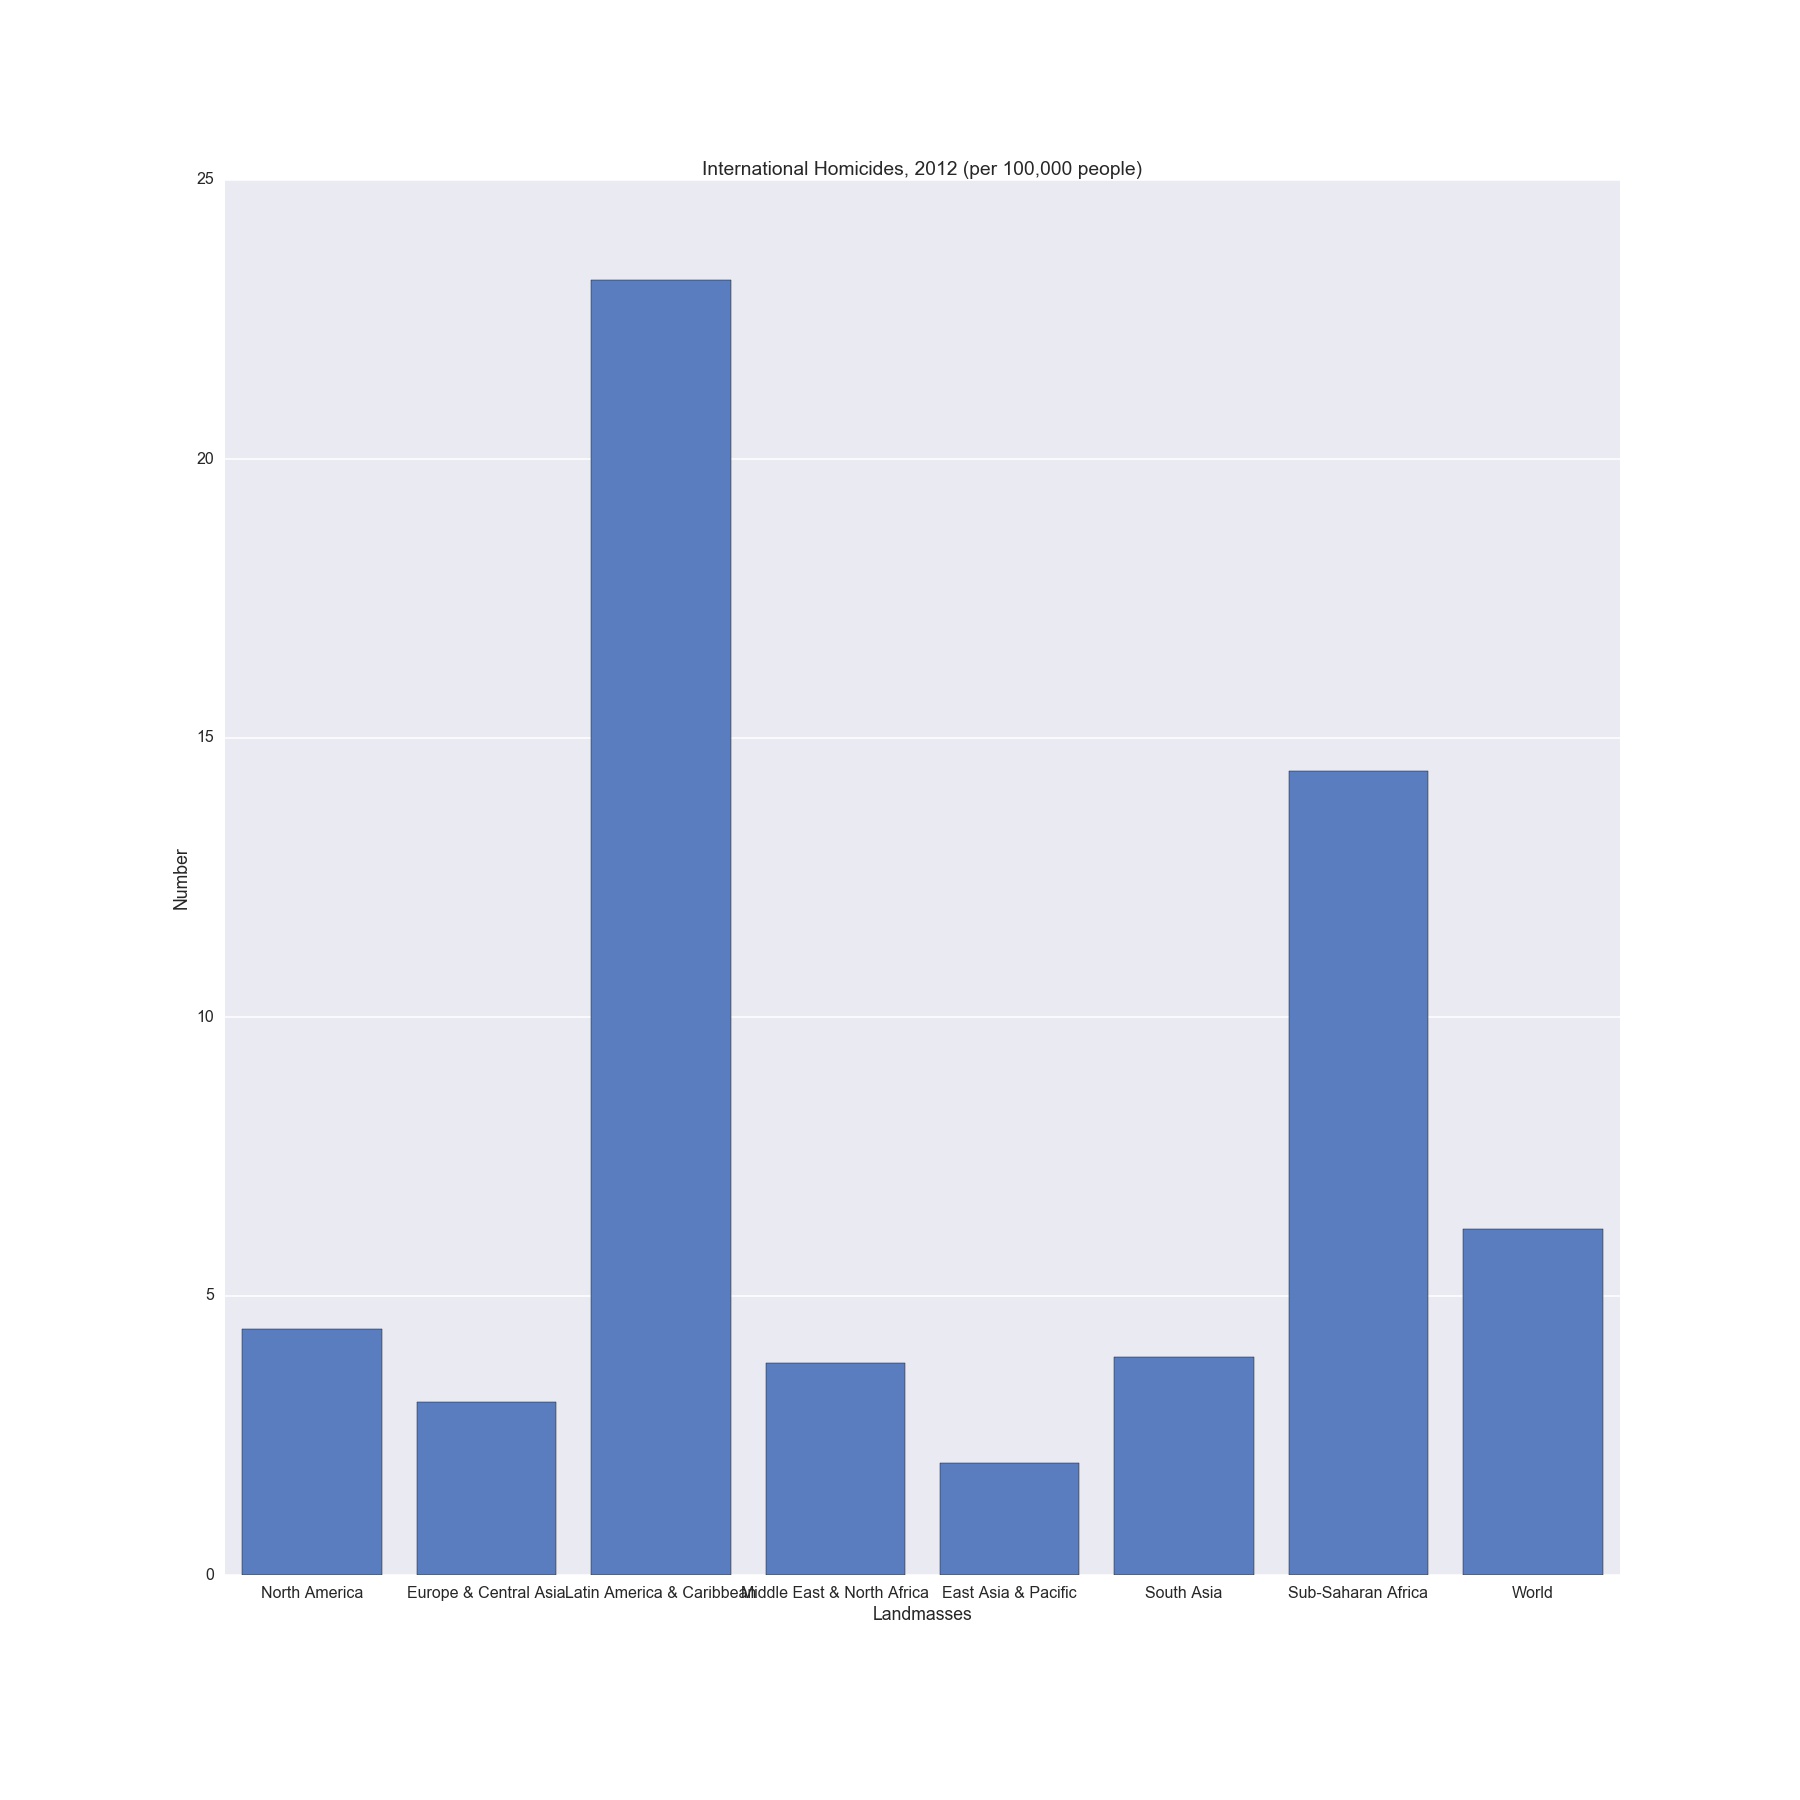 International Homicides, 2012 (per 100,000 people)
25
20
15
10
5
0
Number
North America
Europe & Central Asia
Latin America & Caribbean
Middle East & North Africa
East Asia & Pacific
South Asia
Sub-Saharan Africa
World
Landmasses